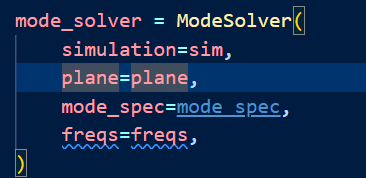 mode_solver = ModeSolver(
    simulation=sim,
    plane=plane,
    mode_spec=mode_spec,
    freqs=freqs,
)